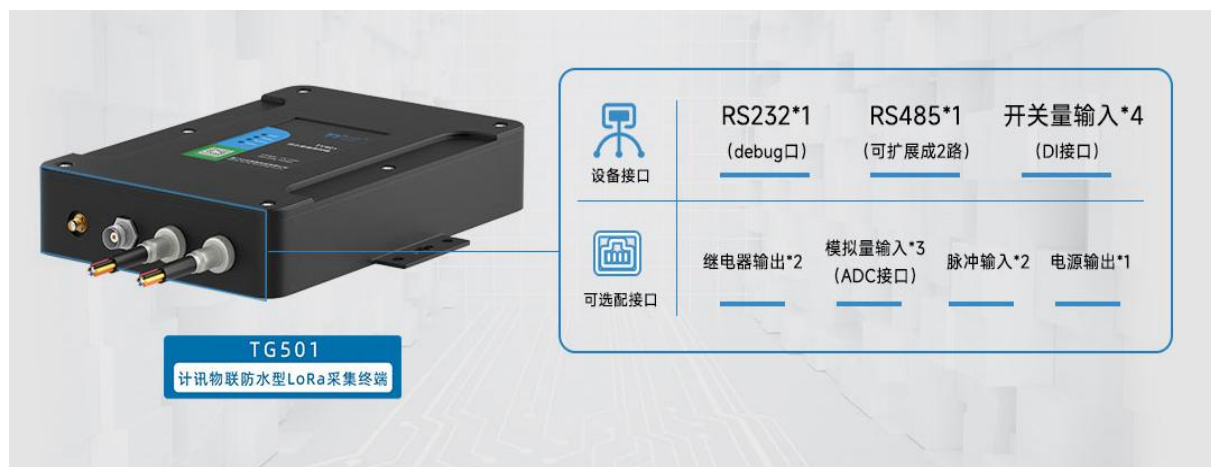 RS232*1
RS485*1
开关量输入*4
(debug口)
(可扩展成2路)
(DI接口)
设备接口
继电器输出*2
模拟量输入*3
(ADC接口)
脉冲输入*2
电源输出*1
可选配接口
TG501
计讯物联防水型LoRa采集终端